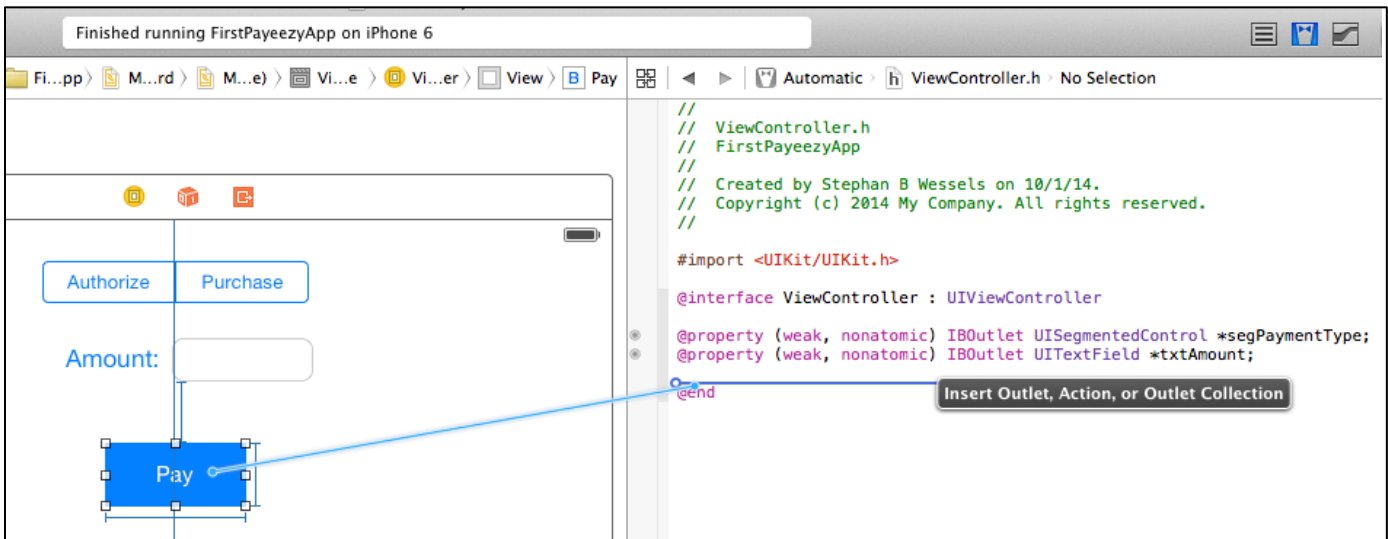 Finished running FirstPayeezyApp on iPhone 6
Fi...pp M...rd M...e) Vi...e Vi...er View B Pay
Automatic h ViewController.h No Selection
Authorize Purchase
Amount:
Pay
//
// ViewController.h
// FirstPayeezyApp
//
// Created by Stephan B Wessels on 10/1/14.
// Copyright (c) 2014 My Company. All rights reserved.
//
#import <UIKit/UIKit.h>
@interface ViewController : UIViewController
@property (weak, nonatomic) IBOutlet UISegmentedControl *segPaymentType;
@property (weak, nonatomic) IBOutlet UITextField *txtAmount;
@end
Insert Outlet, Action, or Outlet Collection